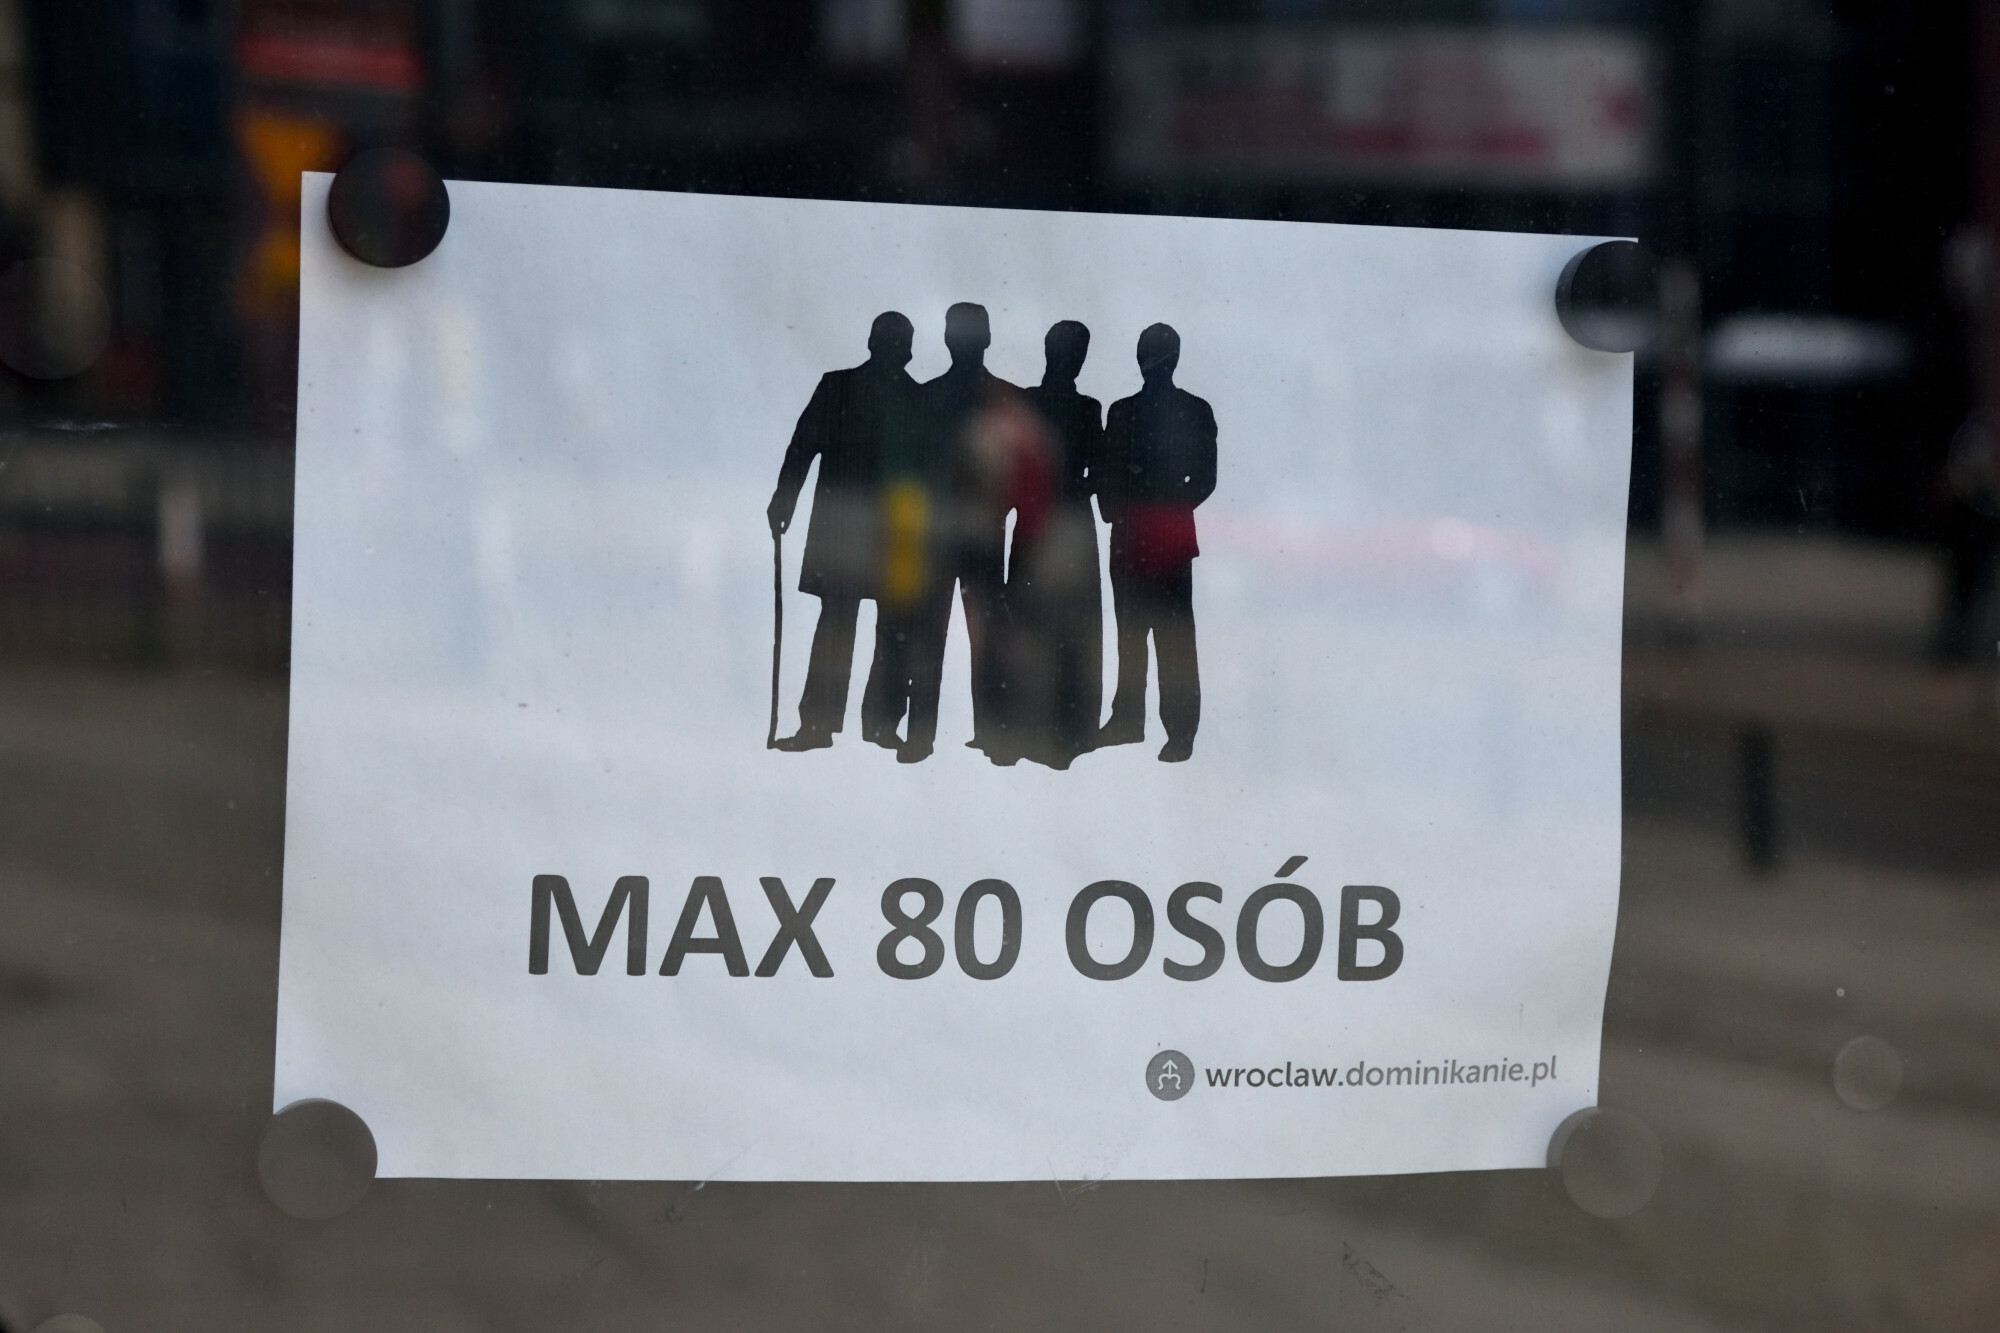 MAX 80 OSÓB
wroclaw.dominikanie.pl